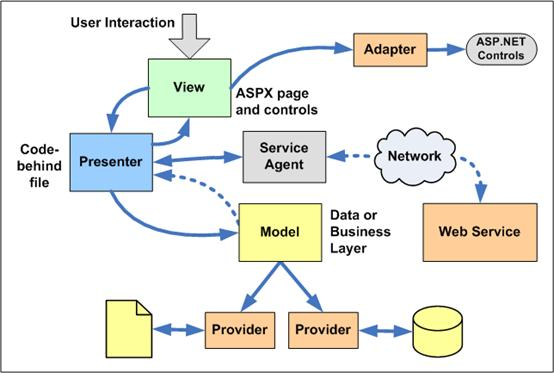 User Interaction
View
ASPX page
and controls
Adapter
ASP.NET
Controls
Code-
behind
file
Presenter
Service
Agent
Network
Model
Data or
Business
Layer
Web Service
Provider
Provider